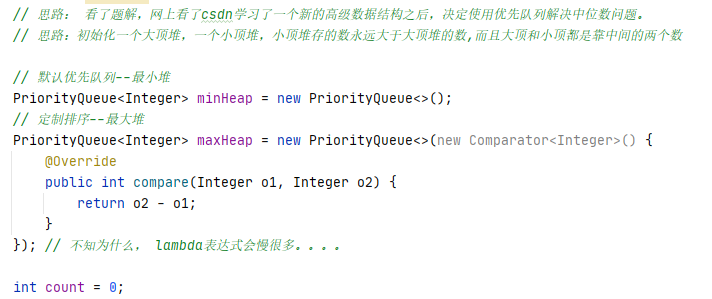 // 思路： 看了题解，网上看了csdn学习了一个新的高级数据结构之后，决定使用优先队列解决中位数问题。
// 思路：初始化一个大顶堆，一个小顶堆，小顶堆存的数永远大于大顶堆的数,而且大顶和小顶都是靠中间的两个数
// 默认优先队列--最小堆
PriorityQueue<Integer> minHeap = new PriorityQueue<>();
// 定制排序--最大堆
PriorityQueue<Integer> maxHeap = new PriorityQueue<>(new Comparator<Integer>() {
@Override
public int compare(Integer o1, Integer o2) {
return o2 - o1;
}
}); // 不知为什么， lambda表达式会慢很多。。。。
int count = 0;